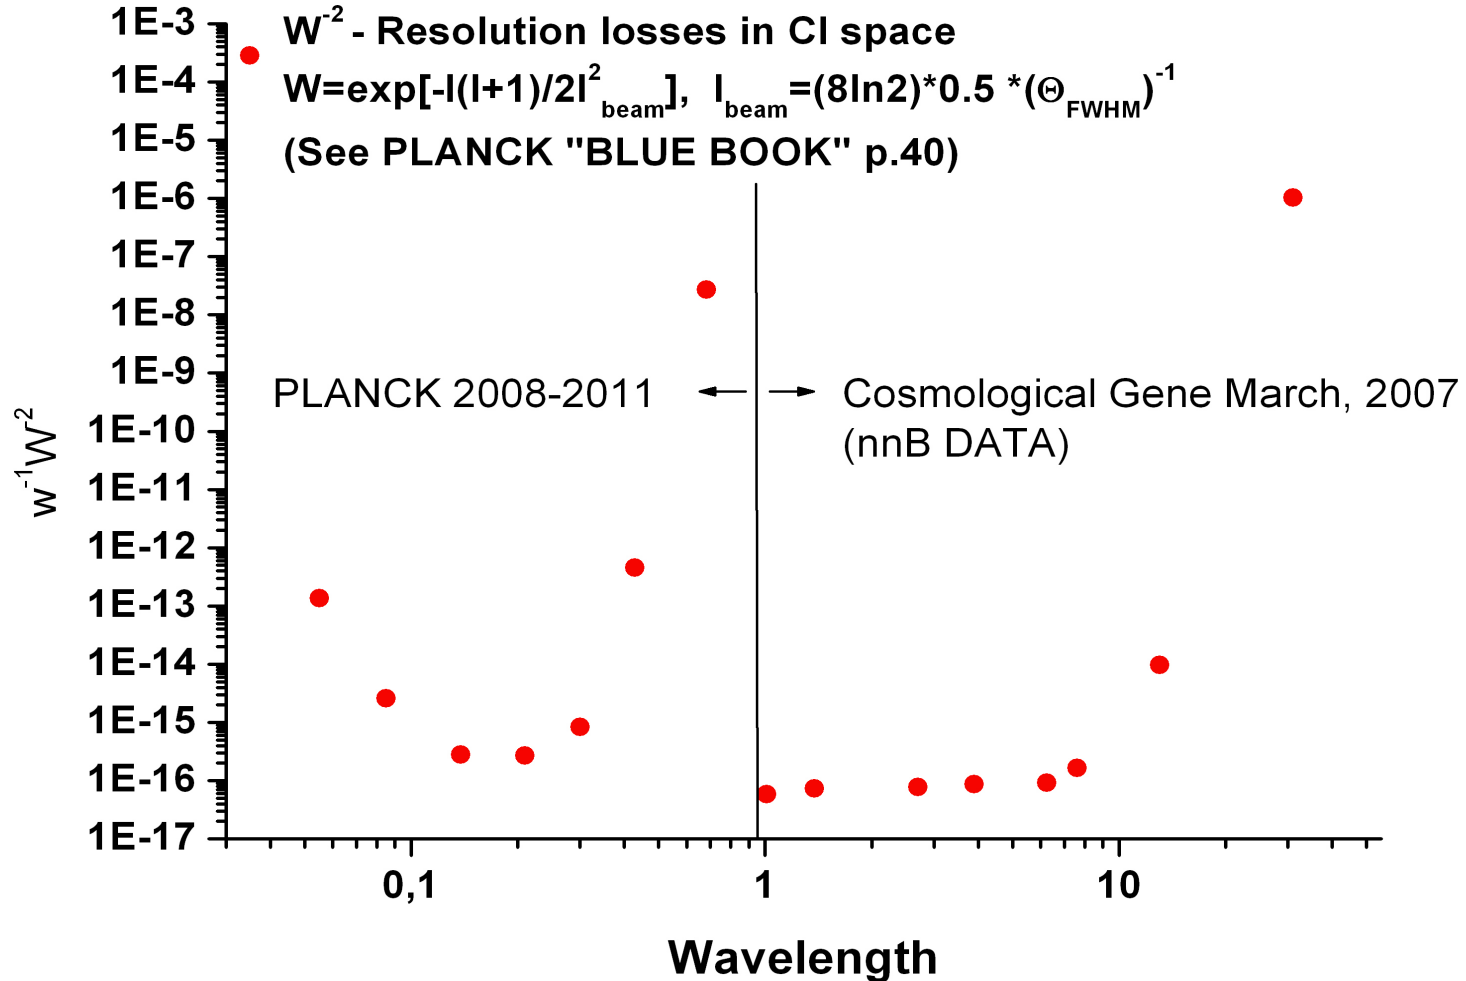 W⁻² - Resolution losses in Cl space
W=exp[-l(l+1)/2l²beam], lbeam=(8ln2)*0.5 *(ΘFWHM)⁻¹
(See PLANCK "BLUE BOOK" p.40)
1E-3
1E-4
1E-5
1E-6
1E-7
1E-8
1E-9
1E-10
1E-11
1E-12
1E-13
1E-14
1E-15
1E-16
1E-17
w⁻¹W⁻²
PLANCK 2008-2011
Cosmological Gene March, 2007
(nnB DATA)
0,1
1
10
Wavelength